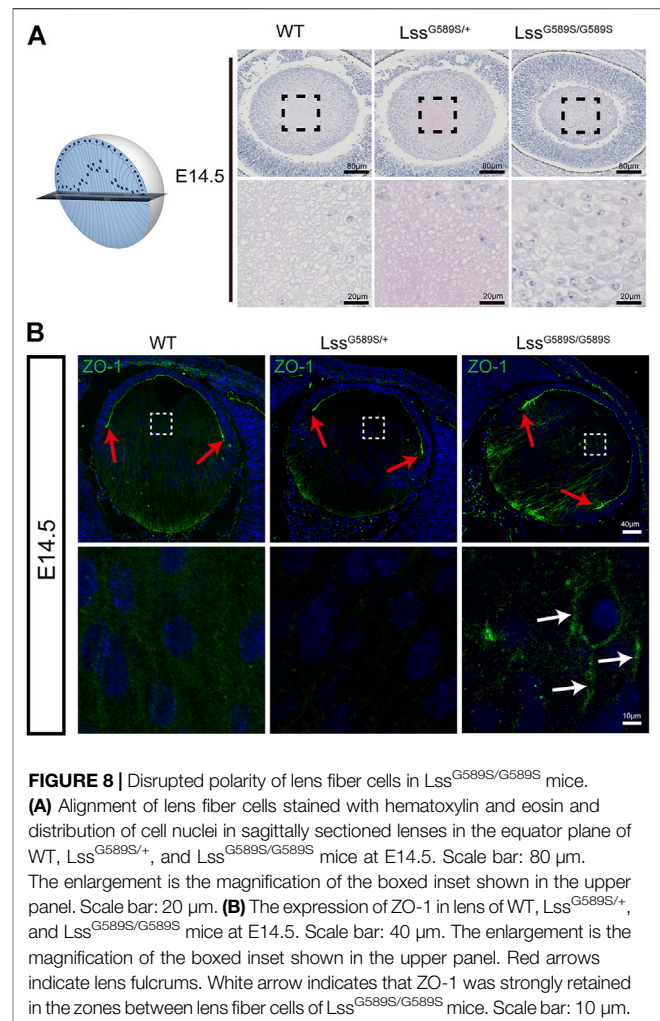 A
WT
Lss^G589S/+
Lss^G589S/G589S
E14.5
80μm
80μm
80μm
20μm
20μm
20μm
B
WT
Lss^G589S/+
Lss^G589S/G589S
E14.5
ZO-1
ZO-1
ZO-1
40μm
10μm
FIGURE 8 | Disrupted polarity of lens fiber cells in Lss^G589S/G589S mice.
(A) Alignment of lens fiber cells stained with hematoxylin and eosin and
distribution of cell nuclei in sagittally sectioned lenses in the equator plane of
WT, Lss^G589S/+, and Lss^G589S/G589S mice at E14.5. Scale bar: 80 μm.
The enlargement is the magnification of the boxed inset shown in the upper
panel. Scale bar: 20 μm. (B) The expression of ZO-1 in lens of WT, Lss^G589S/+,
and Lss^G589S/G589S mice at E14.5. Scale bar: 40 μm. The enlargement is the
magnification of the boxed inset shown in the upper panel. Red arrows
indicate lens fulcrums. White arrow indicates that ZO-1 was strongly retained
in the zones between lens fiber cells of Lss^G589S/G589S mice. Scale bar: 10 μm.